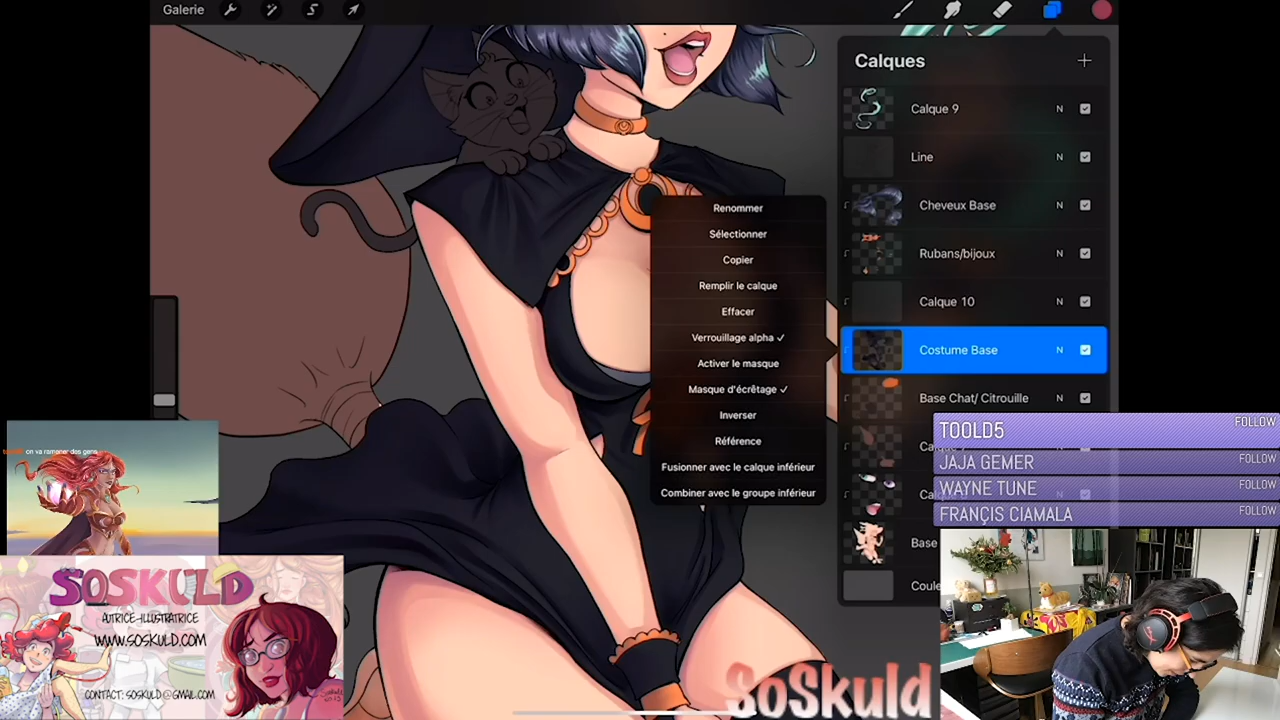 Galerie
Calques
Calque 9 N
Line N
Cheveux Base N
Rubans/bijoux N
Calque 10 N
Costume Base N
Base Chat/ Citrouille N
Base
Renommer
Sélectionner
Copier
Remplir le calque
Effacer
Verrouillage alpha
Activer le masque
Masque d'écrêtage
Inverser
Référence
Fusionner avec le calque inférieur
Combiner avec le groupe inférieur
TOOLD5 FOLLOW
JAJA GEMER FOLLOW
WAYNE TUNE FOLLOW
FRANÇIS CIAMALA FOLLOW
on va ramener des gens
SOSKULD
AUTRICE-ILLUSTRATRICE
WWW.SOSKULD.COM
CONTACT: SOSKULD@GMAIL.COM
SoSkuld